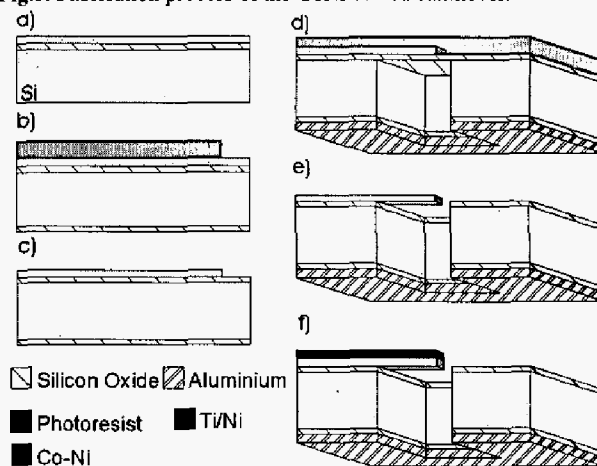 a)
Si
b)
c)
d)
e)
f)
Silicon Oxide
Aluminium
Photoresist
Ti/Ni
Co-Ni